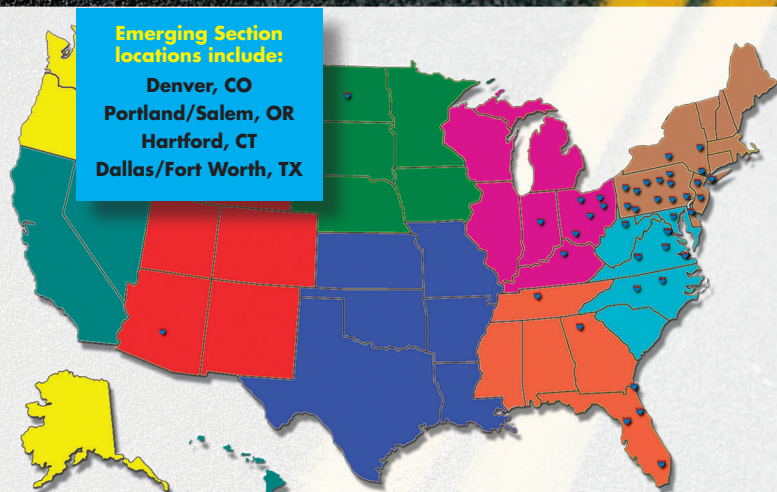 Emerging Section
locations include:
Denver, CO
Portland/Salem, OR
Hartford, CT
Dallas/Fort Worth, TX